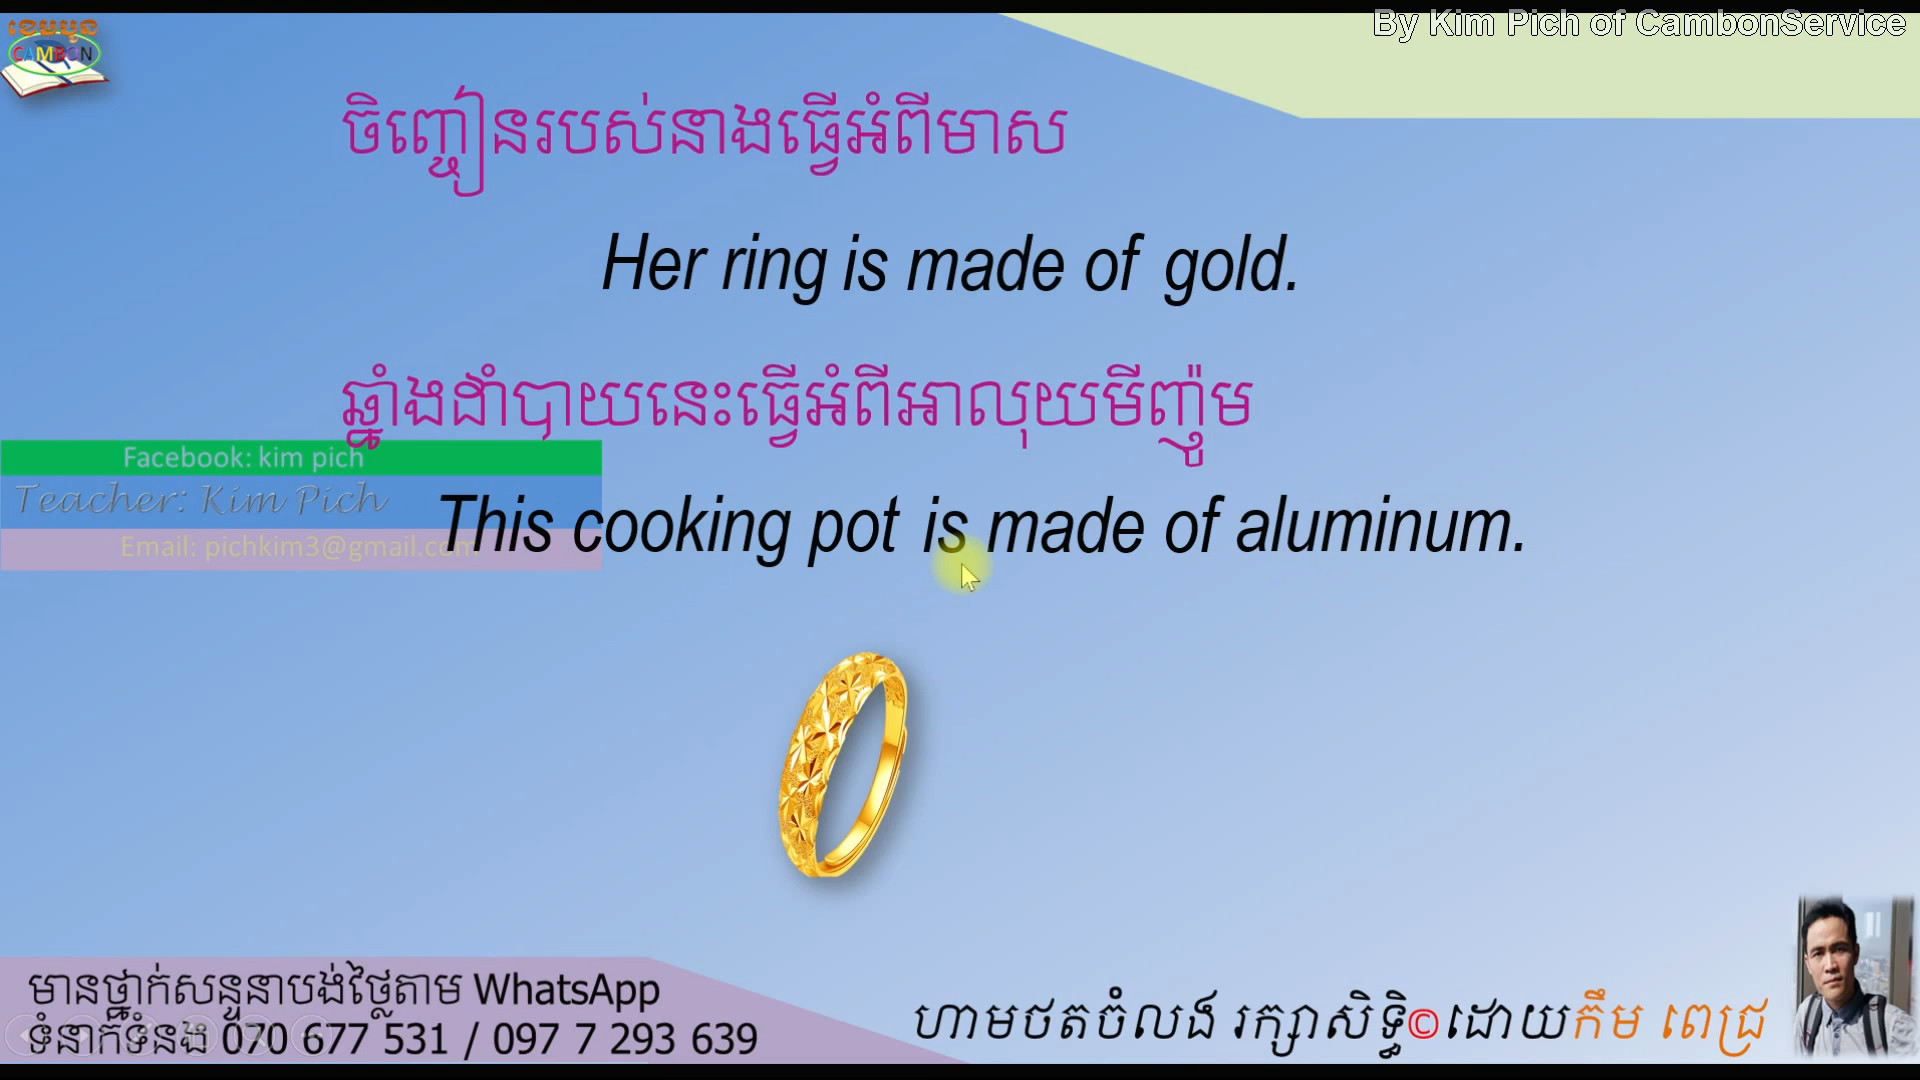 By Kim Pich of CambonService
ខេមបូន
CAMBON
ចិញ្ចៀនរបស់នាងធ្វើអំពីមាស
Her ring is made of gold.
ឆ្នាំងដាំបាយនេះធ្វើអំពីអាលុយមីញ៉ូម
Facebook: kim pich
Teacher: Kim Pich
This cooking pot is made of aluminum.
Email: pichkim3@gmail.com
មានថ្នាក់សន្ទនាបង់ថ្លៃតាម WhatsApp
ទំនាក់ទំនង 070 677 531 / 097 7 293 639
ហាមថតចំលង រក្សាសិទ្ធិ©ដោយកឹម ពេជ្រ